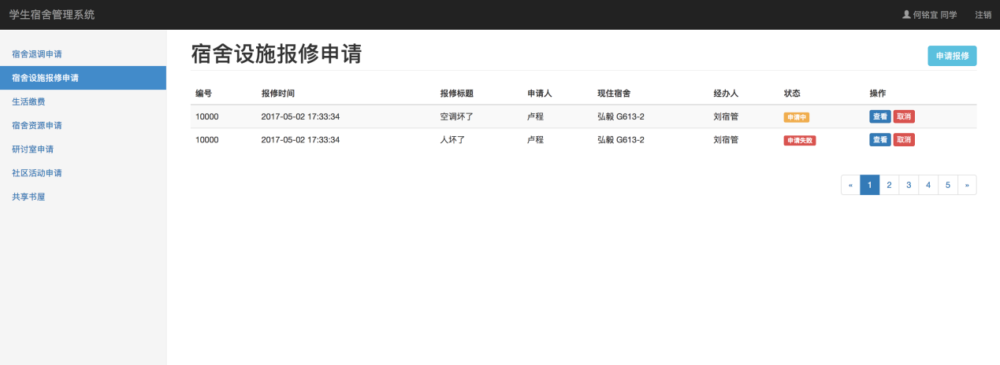 学生宿舍管理系统 何铭宜 同学 注销
宿舍退调申请
宿舍设施报修申请
生活缴费
宿舍资源申请
研讨室申请
社区活动申请
共享书屋
宿舍设施报修申请 申请报修
编号 报修时间 报修标题 申请人 现住宿舍 经办人 状态 操作
10000 2017-05-02 17:33:34 空调坏了 卢程 弘毅 G613-2 刘宿管 申请中 查看 取消
10000 2017-05-02 17:33:34 人坏了 卢程 弘毅 G613-2 刘宿管 申请失败 查看 取消
« 1 2 3 4 5 »